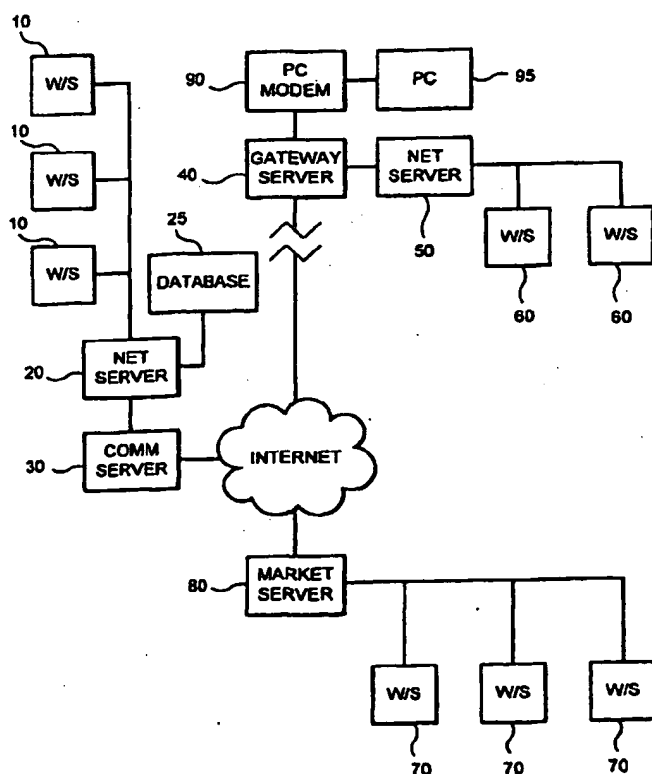 10
W/S
10
W/S
10
W/S
25
DATABASE
20
NET
SERVER
30
COMM
SERVER
90
PC
MODEM
PC
95
40
GATEWAY
SERVER
NET
SERVER
50
W/S
60
W/S
60
INTERNET
80
MARKET
SERVER
W/S
70
W/S
70
W/S
70